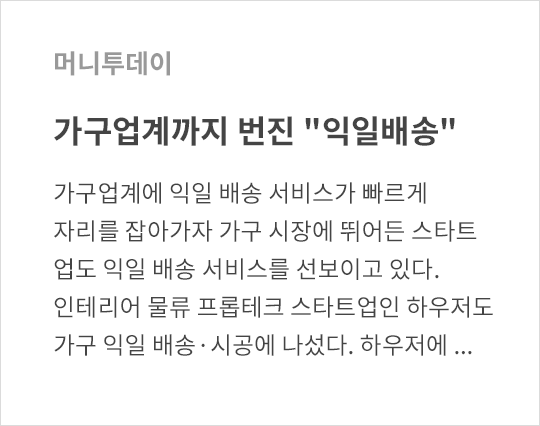 머니투데이
가구업계까지 번진 "익일배송"
가구업계에 익일 배송 서비스가 빠르게
자리를 잡아가자 가구 시장에 뛰어든 스타트
업도 익일 배송 서비스를 선보이고 있다.
인테리어 물류 프롭테크 스타트업인 하우저도
가구 익일 배송·시공에 나섰다. 하우저에 ...